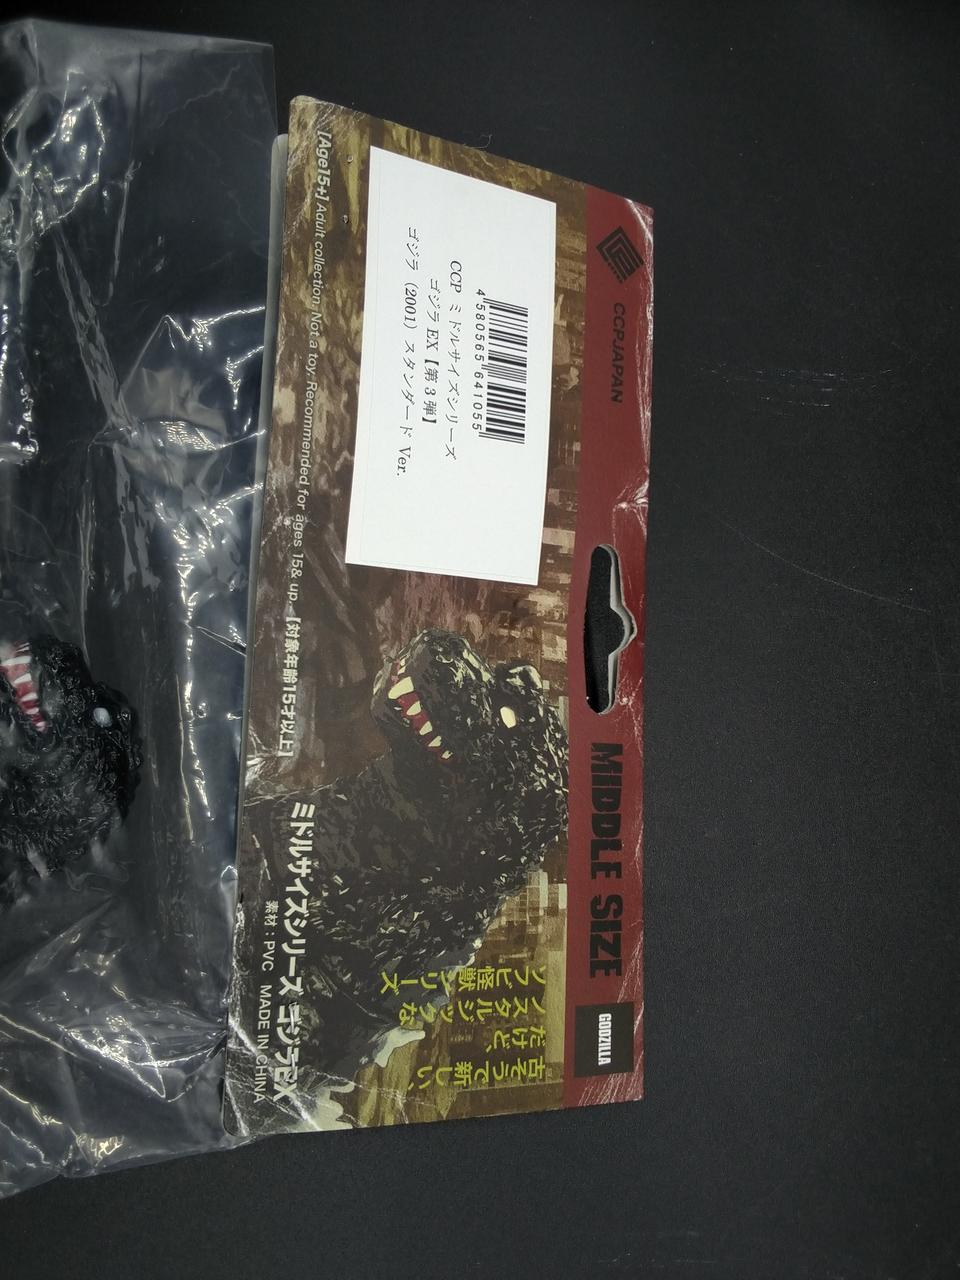 CCPJAPAN
MIDDLE SIZE
GODZILLA
4 580565 641055
CCP ミドルサイズシリーズ
ゴジラ EX【第3弾】
ゴジラ（2001）スタンダード Ver.
古そうで新しい、
だけど、
ノスタルジックな
ソフビ怪獣シリーズ
[Age15+] Adult collection. Not a toy. Recommended for ages 15& up. 【対象年齢15才以上】
ミドルサイズシリーズ ゴジラEX
素材：PVC MADE IN CHINA